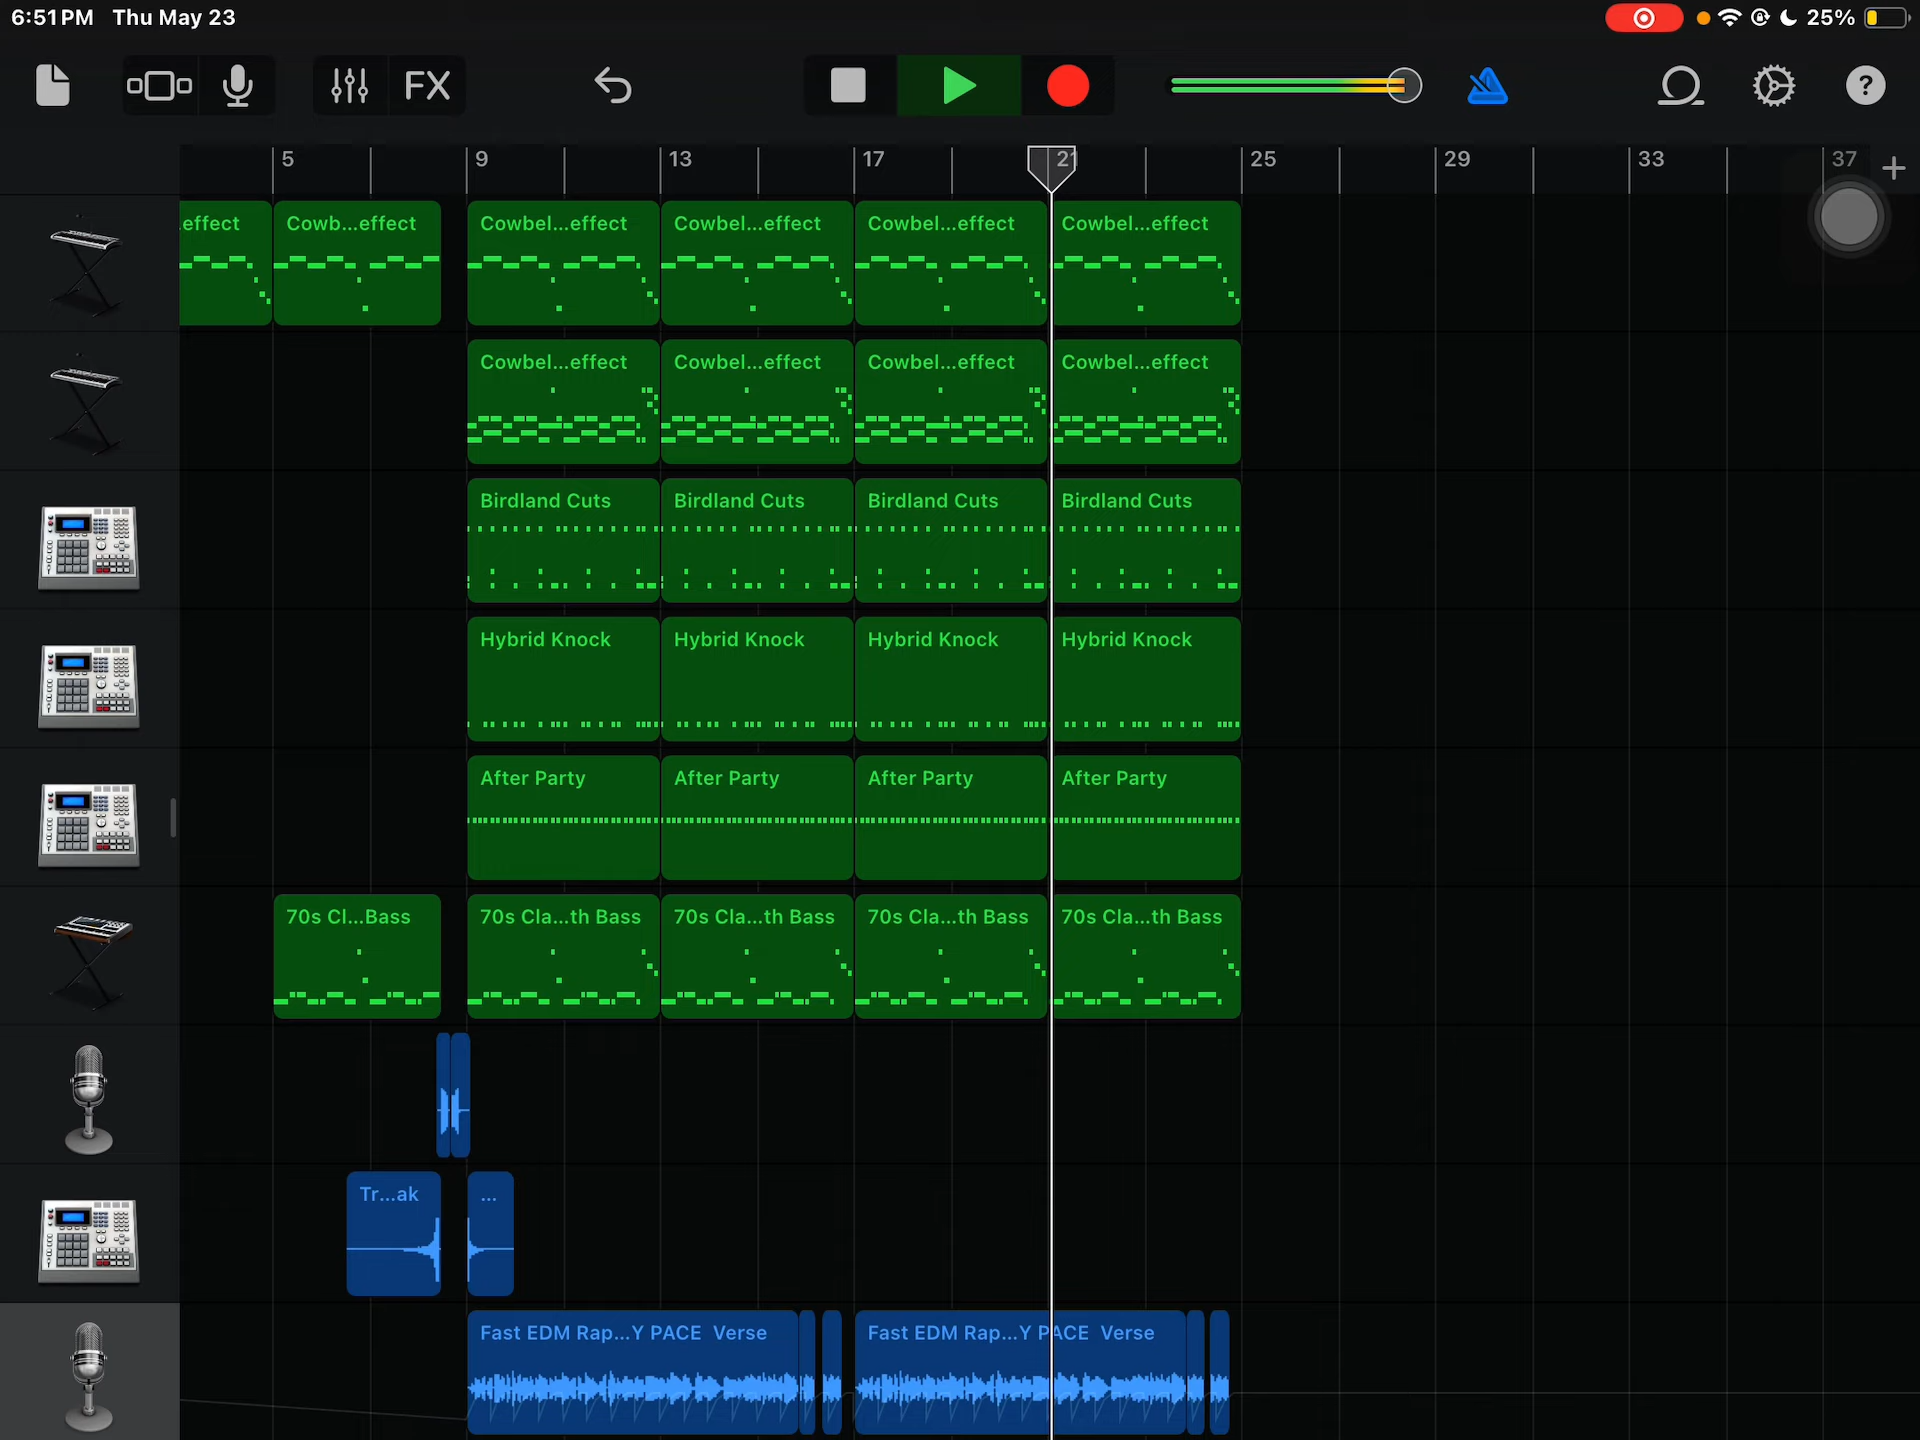 6:51 PM Thu May 23 25%
FX ?
5 9 13 17 21 25 29 33 37 +
.effect Cowb...effect Cowbel...effect Cowbel...effect Cowbel...effect Cowbel...effect
Cowbel...effect Cowbel...effect Cowbel...effect Cowbel...effect
Birdland Cuts Birdland Cuts Birdland Cuts Birdland Cuts
Hybrid Knock Hybrid Knock Hybrid Knock Hybrid Knock
After Party After Party After Party After Party
70s Cl...Bass 70s Cla...th Bass 70s Cla...th Bass 70s Cla...th Bass 70s Cla...th Bass
Tr...ak ...
Fast EDM Rap...Y PACE Verse Fast EDM Rap...Y PACE Verse